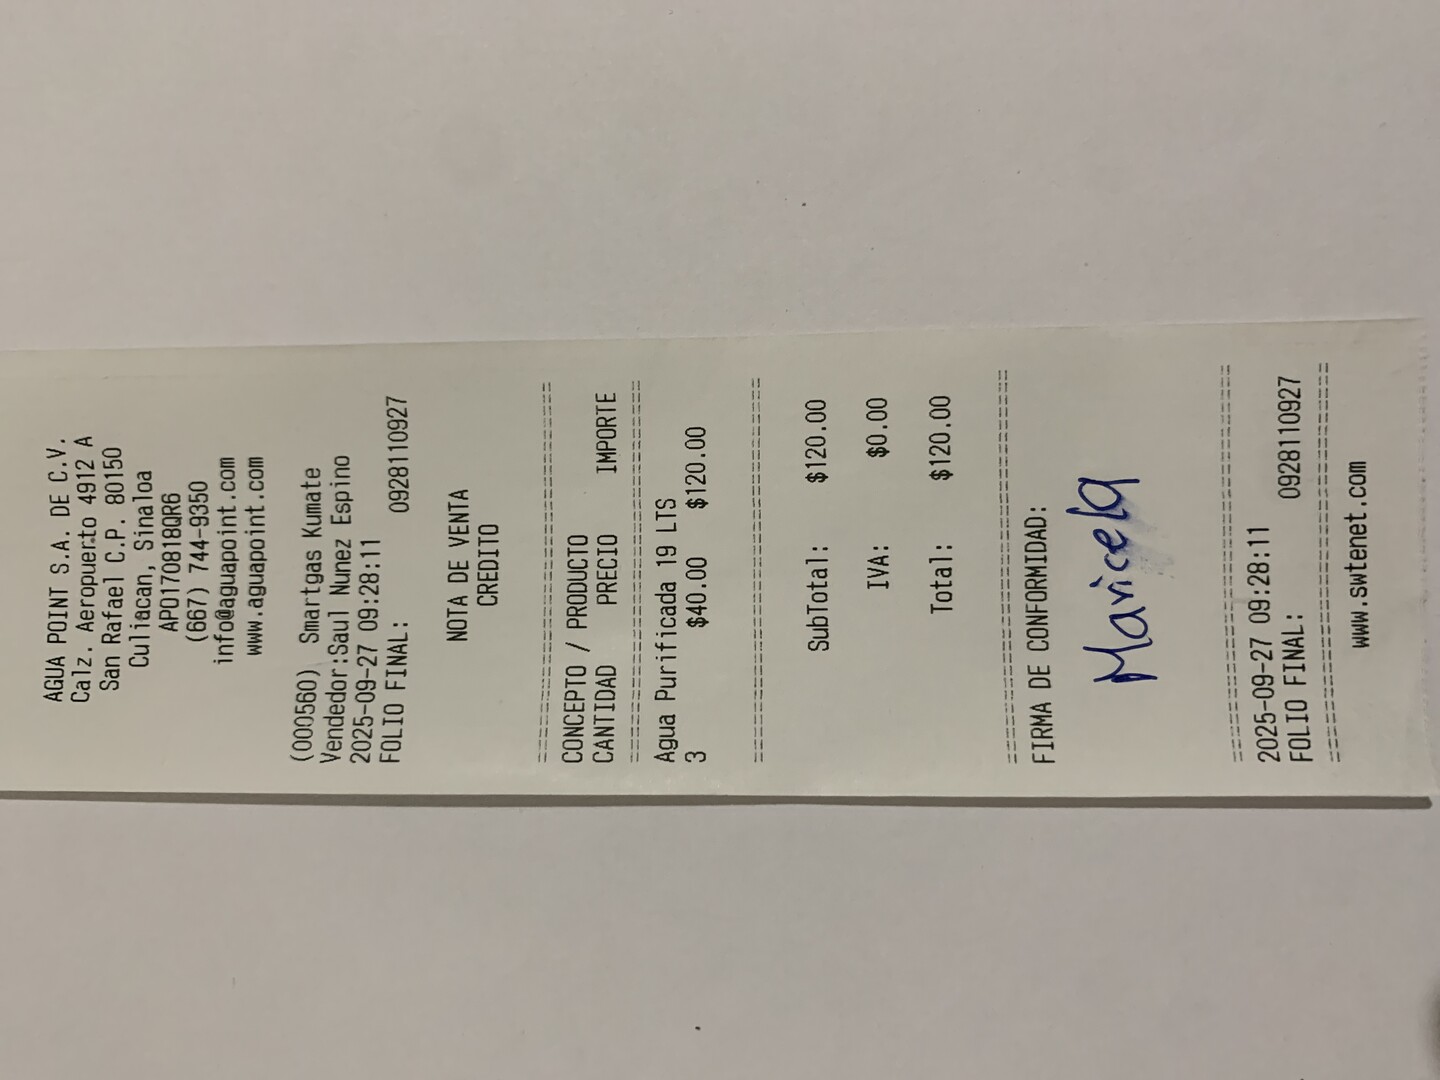 AGUA POINT S.A. DE C.V.
Calz. Aeropuerto 4912 A
San Rafael C.P. 80150
Culiacan, Sinaloa
APO170818QR6
(667) 744-9350
info@aguapoint.com
www.aguapoint.com
(000560) Smartgas Kumate
Vendedor:Saul Nunez Espino
2025-09-27 09:28:11
FOLIO FINAL: 0928110927
NOTA DE VENTA
CREDITO
================================
CONCEPTO / PRODUCTO
CANTIDAD PRECIO IMPORTE
================================
Agua Purificada 19 LTS
3 $40.00 $120.00
================================
SubTotal: $120.00
IVA: $0.00
Total: $120.00
================================
FIRMA DE CONFORMIDAD:
Maricela
================================
2025-09-27 09:28:11
FOLIO FINAL: 0928110927
================================
www.swtenet.com